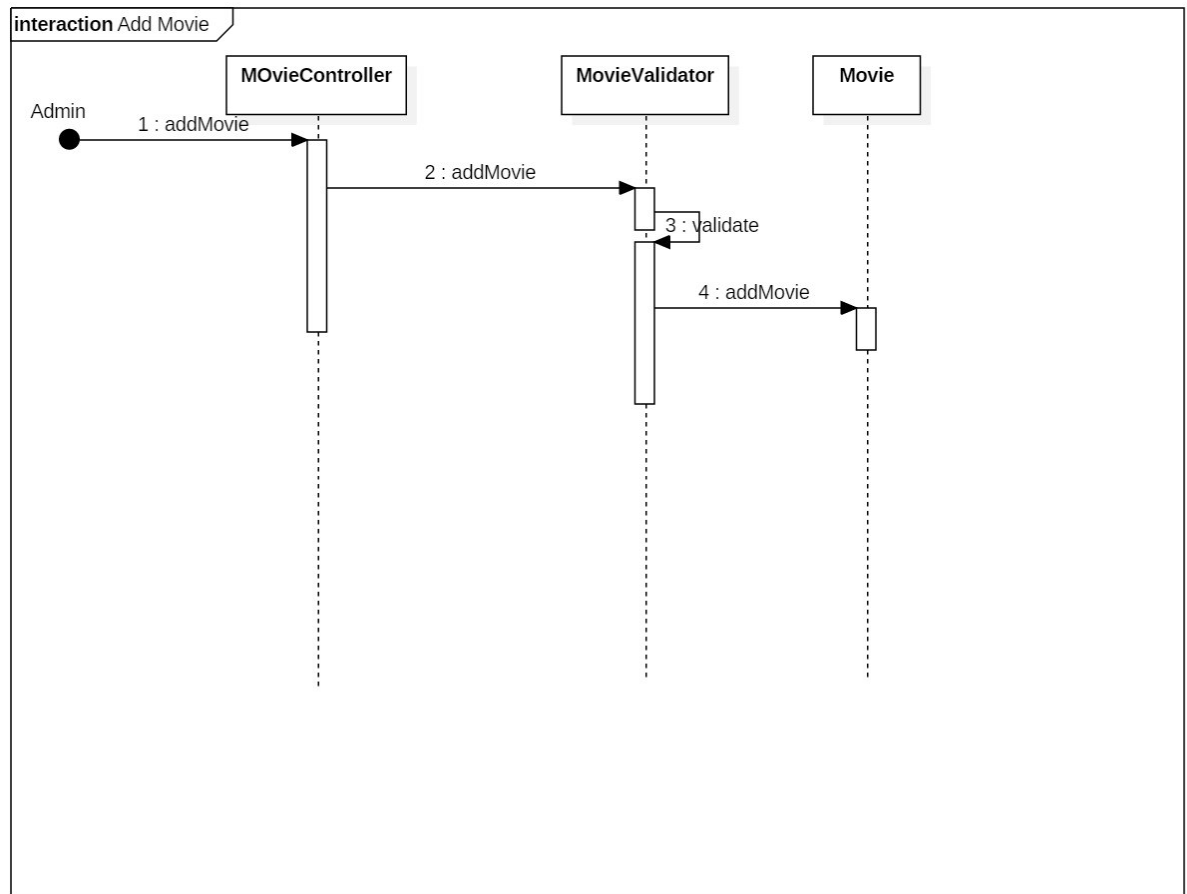 interaction Add Movie
MOvieController
MovieValidator
Movie
Admin
1 : addMovie
2 : addMovie
3 : validate
4 : addMovie